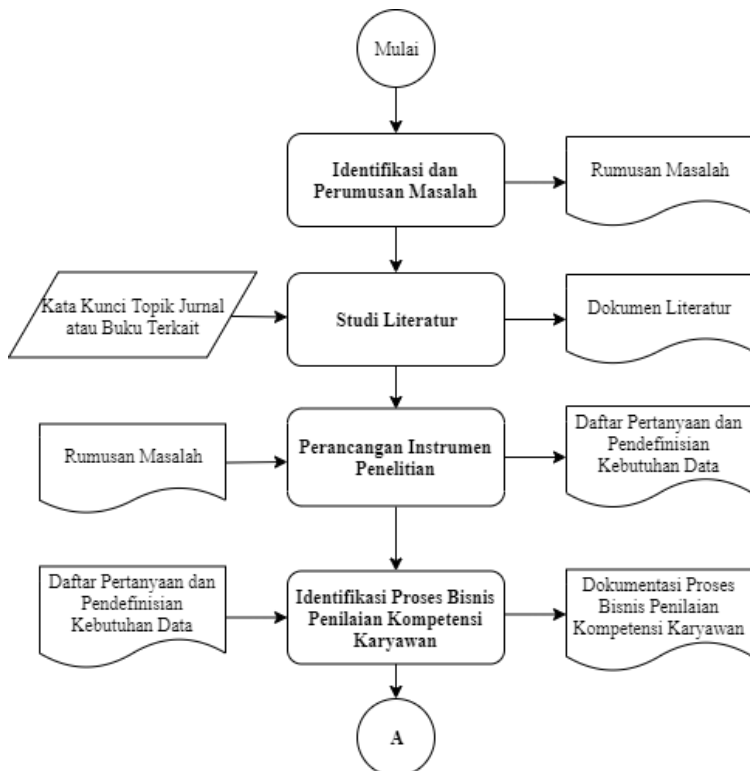 Mulai
Identifikasi dan
Perumusan Masalah
Rumusan Masalah
Kata Kunci Topik Jurnal
atau Buku Terkait
Studi Literatur
Dokumen Literatur
Rumusan Masalah
Perancangan Instrumen
Penelitian
Daftar Pertanyaan dan
Pendefinisian
Kebutuhan Data
Daftar Pertanyaan dan
Pendefinisian
Kebutuhan Data
Identifikasi Proses Bisnis
Penilaian Kompetensi
Karyawan
Dokumentasi Proses
Bisnis Penilaian
Kompetensi Karyawan
A